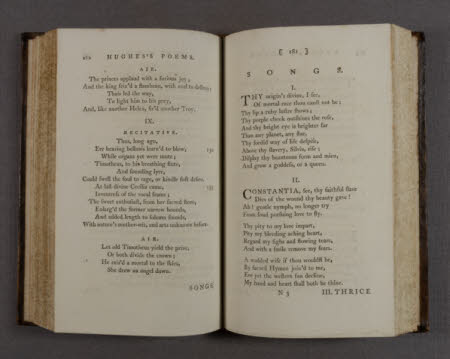 HUGHES'S POEMS.
AIR.
The princes applaud with a furious joy;
And the king seiz'd a flambeau, with zeal to destroy;
Thais led the way,
To light him to his prey,
And, like another Helen, fir'd another Troy.
IX.
RECITATIVE.
Thus, long ago,
Ere heaving bellows learn'd to blow,
While organs yet were mute;
Timotheus, to his breathing flute,
And sounding lyre,
Could swell the soul to rage, or kindle soft desire.
At last divine Cecilia came,
Inventress of the vocal frame;
The sweet enthusiast, from her sacred store,
Enlarg'd the former narrow bounds,
And added length to solemn sounds,
With nature's mother-wit, and arts unknown before.
AIR.
Let old Timotheus yield the prize,
Or both divide the crown;
He rais'd a mortal to the skies,
She drew an angel down.
SONGS
[ 181 ]
SONGS.
I.
THY origin's divine, I see,
Of mortal race thou canst not be;
Thy lip a ruby lustre shows;
Thy purple cheek outshines the rose,
And thy bright eye is brighter far
Than any planet, any star.
Thy sordid way of life despise,
Above thy slavery, Silvia, rise;
Display thy beauteous form and mien,
And grow a goddess, or a queen.
II.
CONSTANTIA, see, thy faithful slave
Dies of the wound thy beauty gave!
Ah! gentle nymph, no longer try
From fond pursuing love to fly.
Thy pity to my love impart,
Pity my bleeding aching heart,
Regard my sighs and flowing tears,
And with a smile remove my fears.
A wedded wife if thou wouldst be,
By sacred Hymen join'd to me,
Ere yet the western sun decline,
My hand and heart shall both be thine.
N 3 III. THRICE